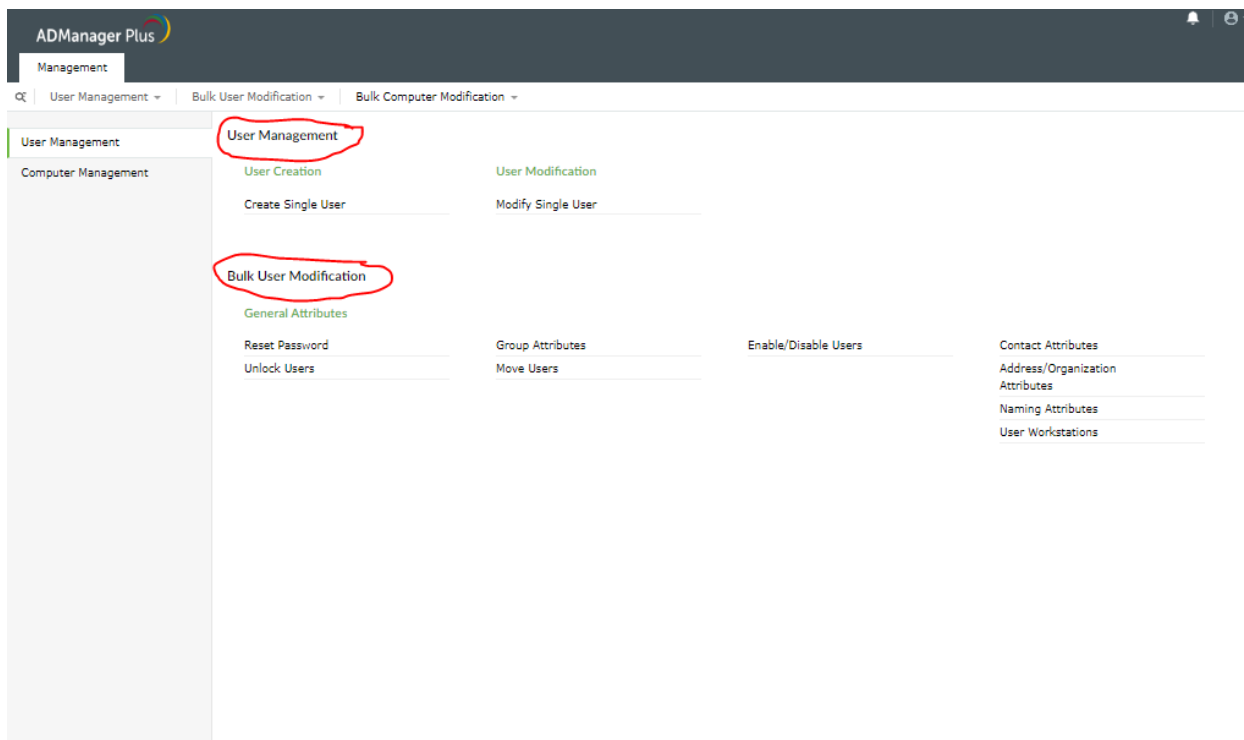 ADManager Plus
Management
User Management
Bulk User Modification
Bulk Computer Modification
User Management
Computer Management
User Management
User Creation
User Modification
Create Single User
Modify Single User
Bulk User Modification
General Attributes
Reset Password
Group Attributes
Enable/Disable Users
Contact Attributes
Unlock Users
Move Users
Address/Organization
Attributes
Naming Attributes
User Workstations